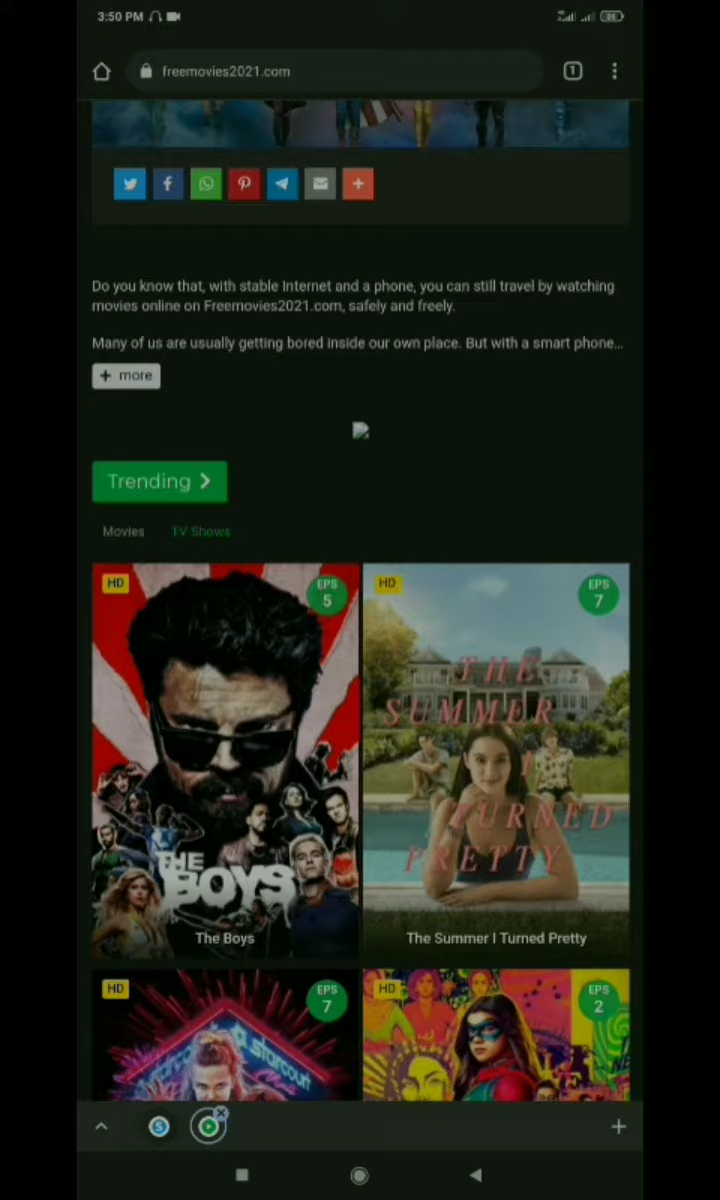 3:50 PM
freemovies2021.com
1
Do you know that, with stable Internet and a phone, you can still travel by watching
movies online on Freemovies2021.com, safely and freely.
Many of us are usually getting bored inside our own place. But with a smart phone...
+ more
Trending >
Movies TV Shows
HD
EPS
5
THE
BOYS
The Boys
HD
EPS
7
THE
SUMMER
I
TURNED
PRETTY
The Summer I Turned Pretty
HD
EPS
7
starcourt
HD
EPS
2